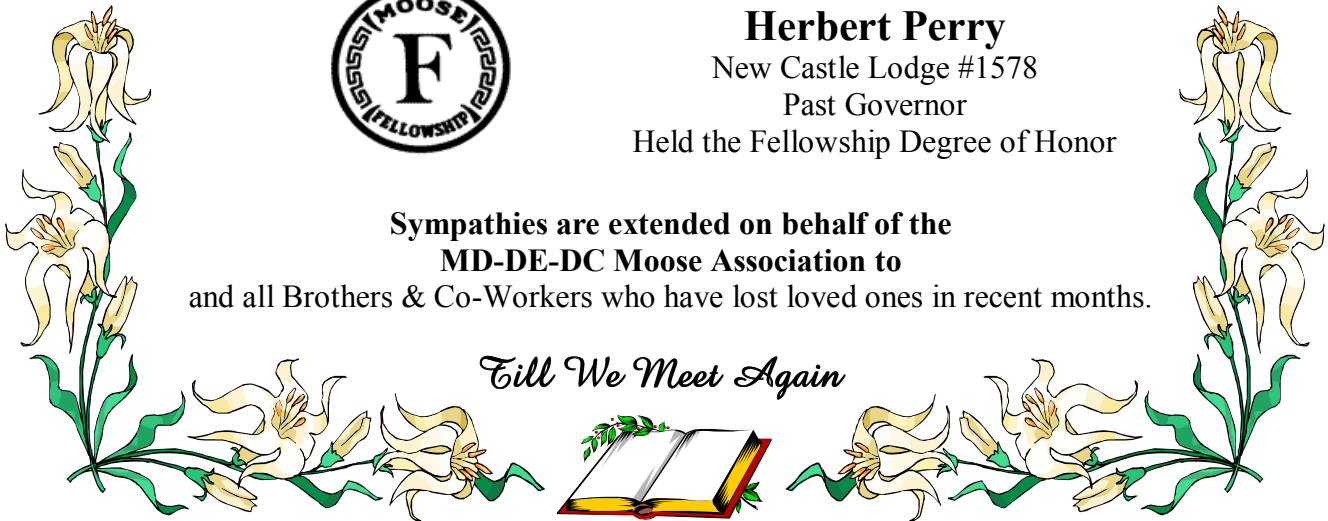 MOOSE
F
FELLOWSHIP
Herbert Perry
New Castle Lodge #1578
Past Governor
Held the Fellowship Degree of Honor
Sympathies are extended on behalf of the
MD-DE-DC Moose Association to
and all Brothers & Co-Workers who have lost loved ones in recent months.
Till We Meet Again